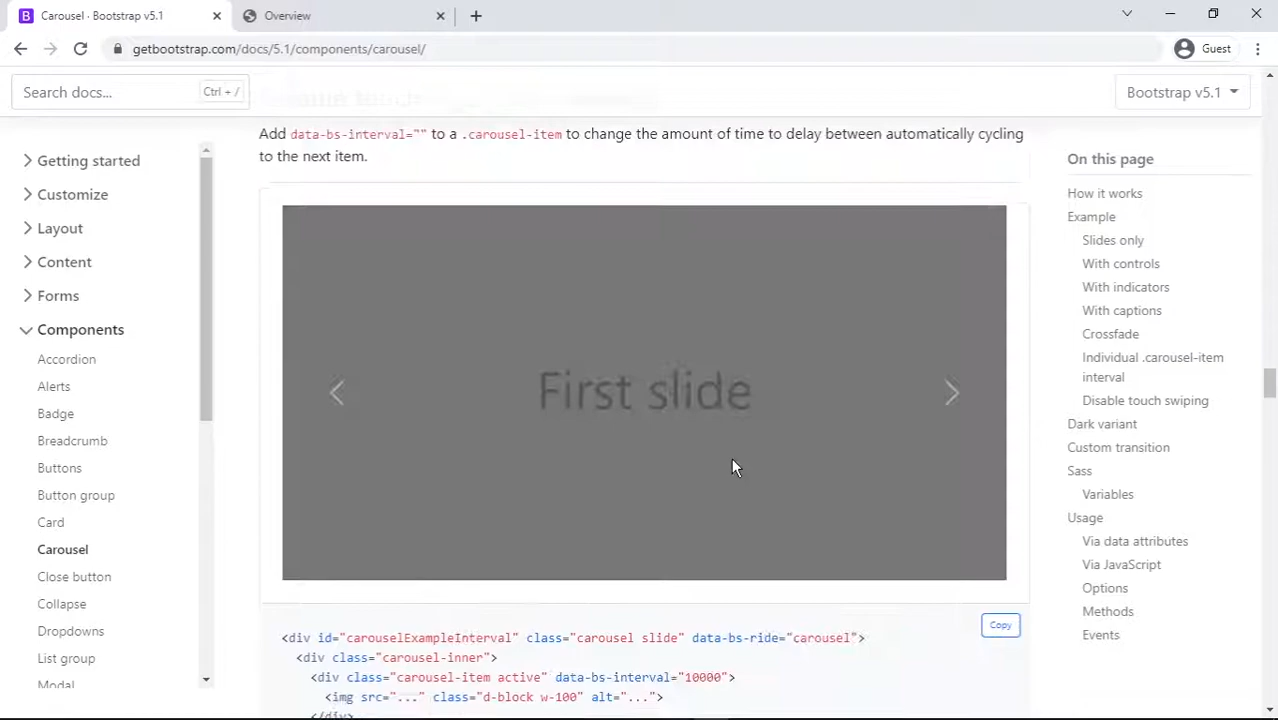 Carousel · Bootstrap v5.1
Overview
getbootstrap.com/docs/5.1/components/carousel/
Guest
Search docs...
Ctrl + /
Bootstrap v5.1
Add data-bs-interval="" to a .carousel-item to change the amount of time to delay between automatically cycling
to the next item.
Getting started
Customize
Layout
Content
Forms
Components
Accordion
Alerts
Badge
Breadcrumb
Buttons
Button group
Card
Carousel
Close button
Collapse
Dropdowns
List group
Modal
First slide
Copy
<div id="carouselExampleInterval" class="carousel slide" data-bs-ride="carousel">
<div class="carousel-inner">
<div class="carousel-item active" data-bs-interval="10000">
<img src="..." class="d-block w-100" alt="...">
</div>
On this page
How it works
Example
Slides only
With controls
With indicators
With captions
Crossfade
Individual .carousel-item
interval
Disable touch swiping
Dark variant
Custom transition
Sass
Variables
Usage
Via data attributes
Via JavaScript
Options
Methods
Events